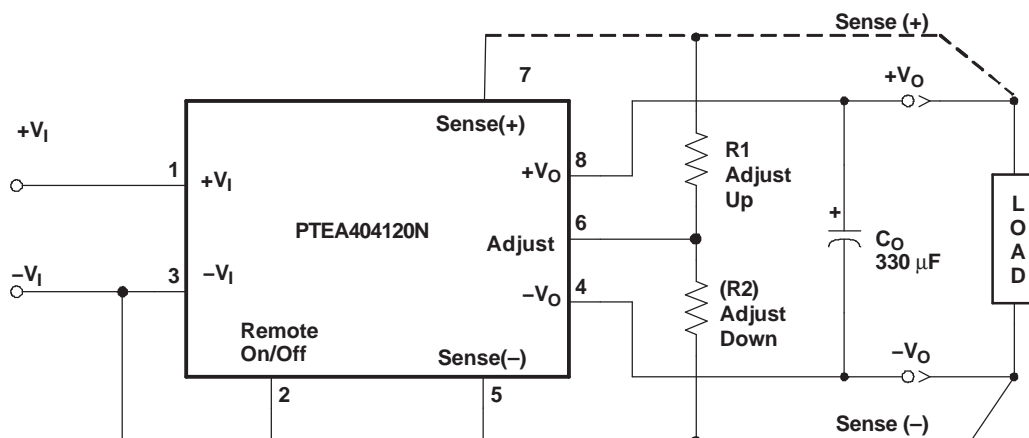 Sense (+)
7
+VO
+VI
Sense(+)
8
R1
Adjust
Up
1
+VI
+VO
L
O
A
D
PTEA404120N
6
Adjust
+
CO
330 μF
–VI
3
–VI
4
–VO
(R2)
Adjust
Down
Remote
On/Off
Sense(–)
–VO
2
5
Sense (–)